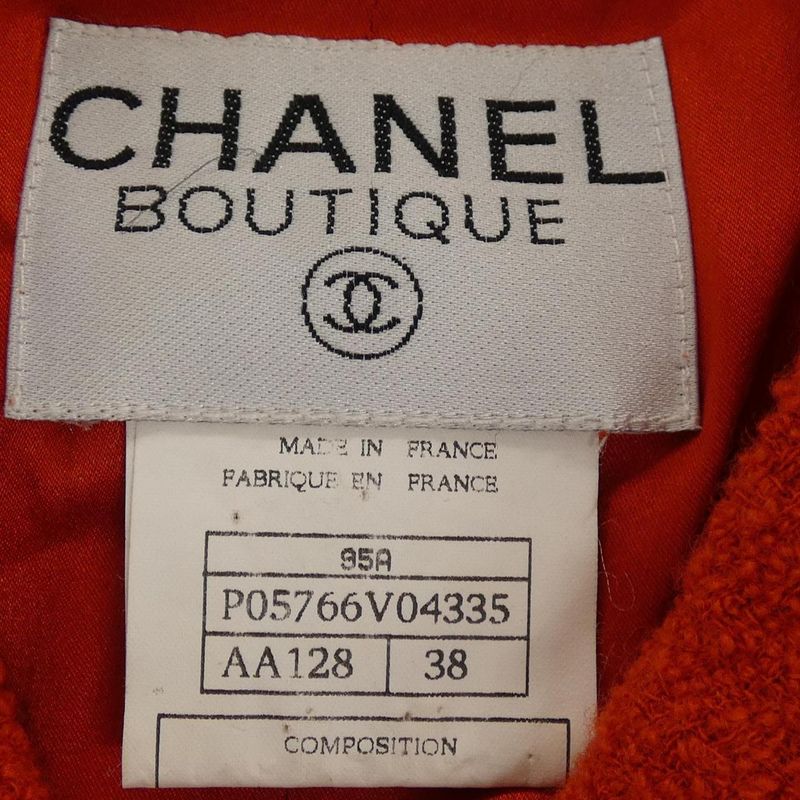 CHANEL
BOUTIQUE
MADE IN FRANCE
FABRIQUE EN FRANCE
95A
P05766V04335
AA128 38
COMPOSITION